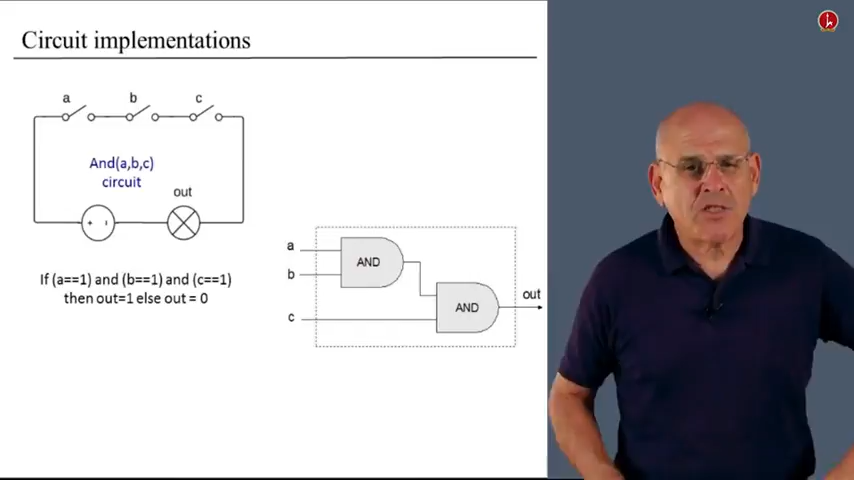 Circuit implementations
a b c
And(a,b,c)
circuit
out
+ -
If (a==1) and (b==1) and (c==1)
then out=1 else out = 0
a
b
c
AND
AND
out